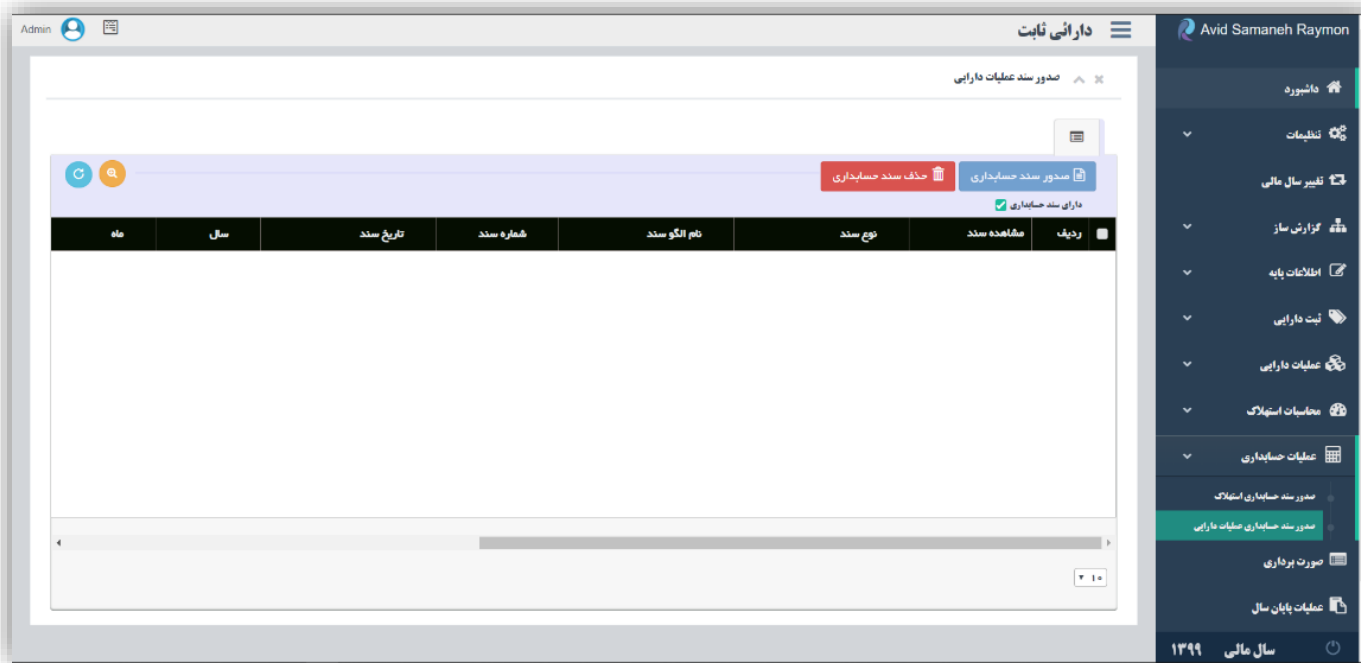 Avid Samaneh Raymon
داشبورد
تنظیمات
تغییر سال مالی
گزارش ساز
اطلاعات پایه
ثبت دارایی
عملیات دارایی
محاسبات استهلاک
عملیات حسابداری
صدور سند حسابداری استهلاک
صدور سند حسابداری عملیات دارایی
صورت برداری
عملیات پایان سال
سال مالی ۱۳۹۹
دارائی ثابت
Admin
صدور سند عملیات دارایی
صدور سند حسابداری
حذف سند حسابداری
دارای سند حسابداری
ردیف مشاهده سند نوع سند نام الگو سند شماره سند تاریخ سند سال ماه
۱۰